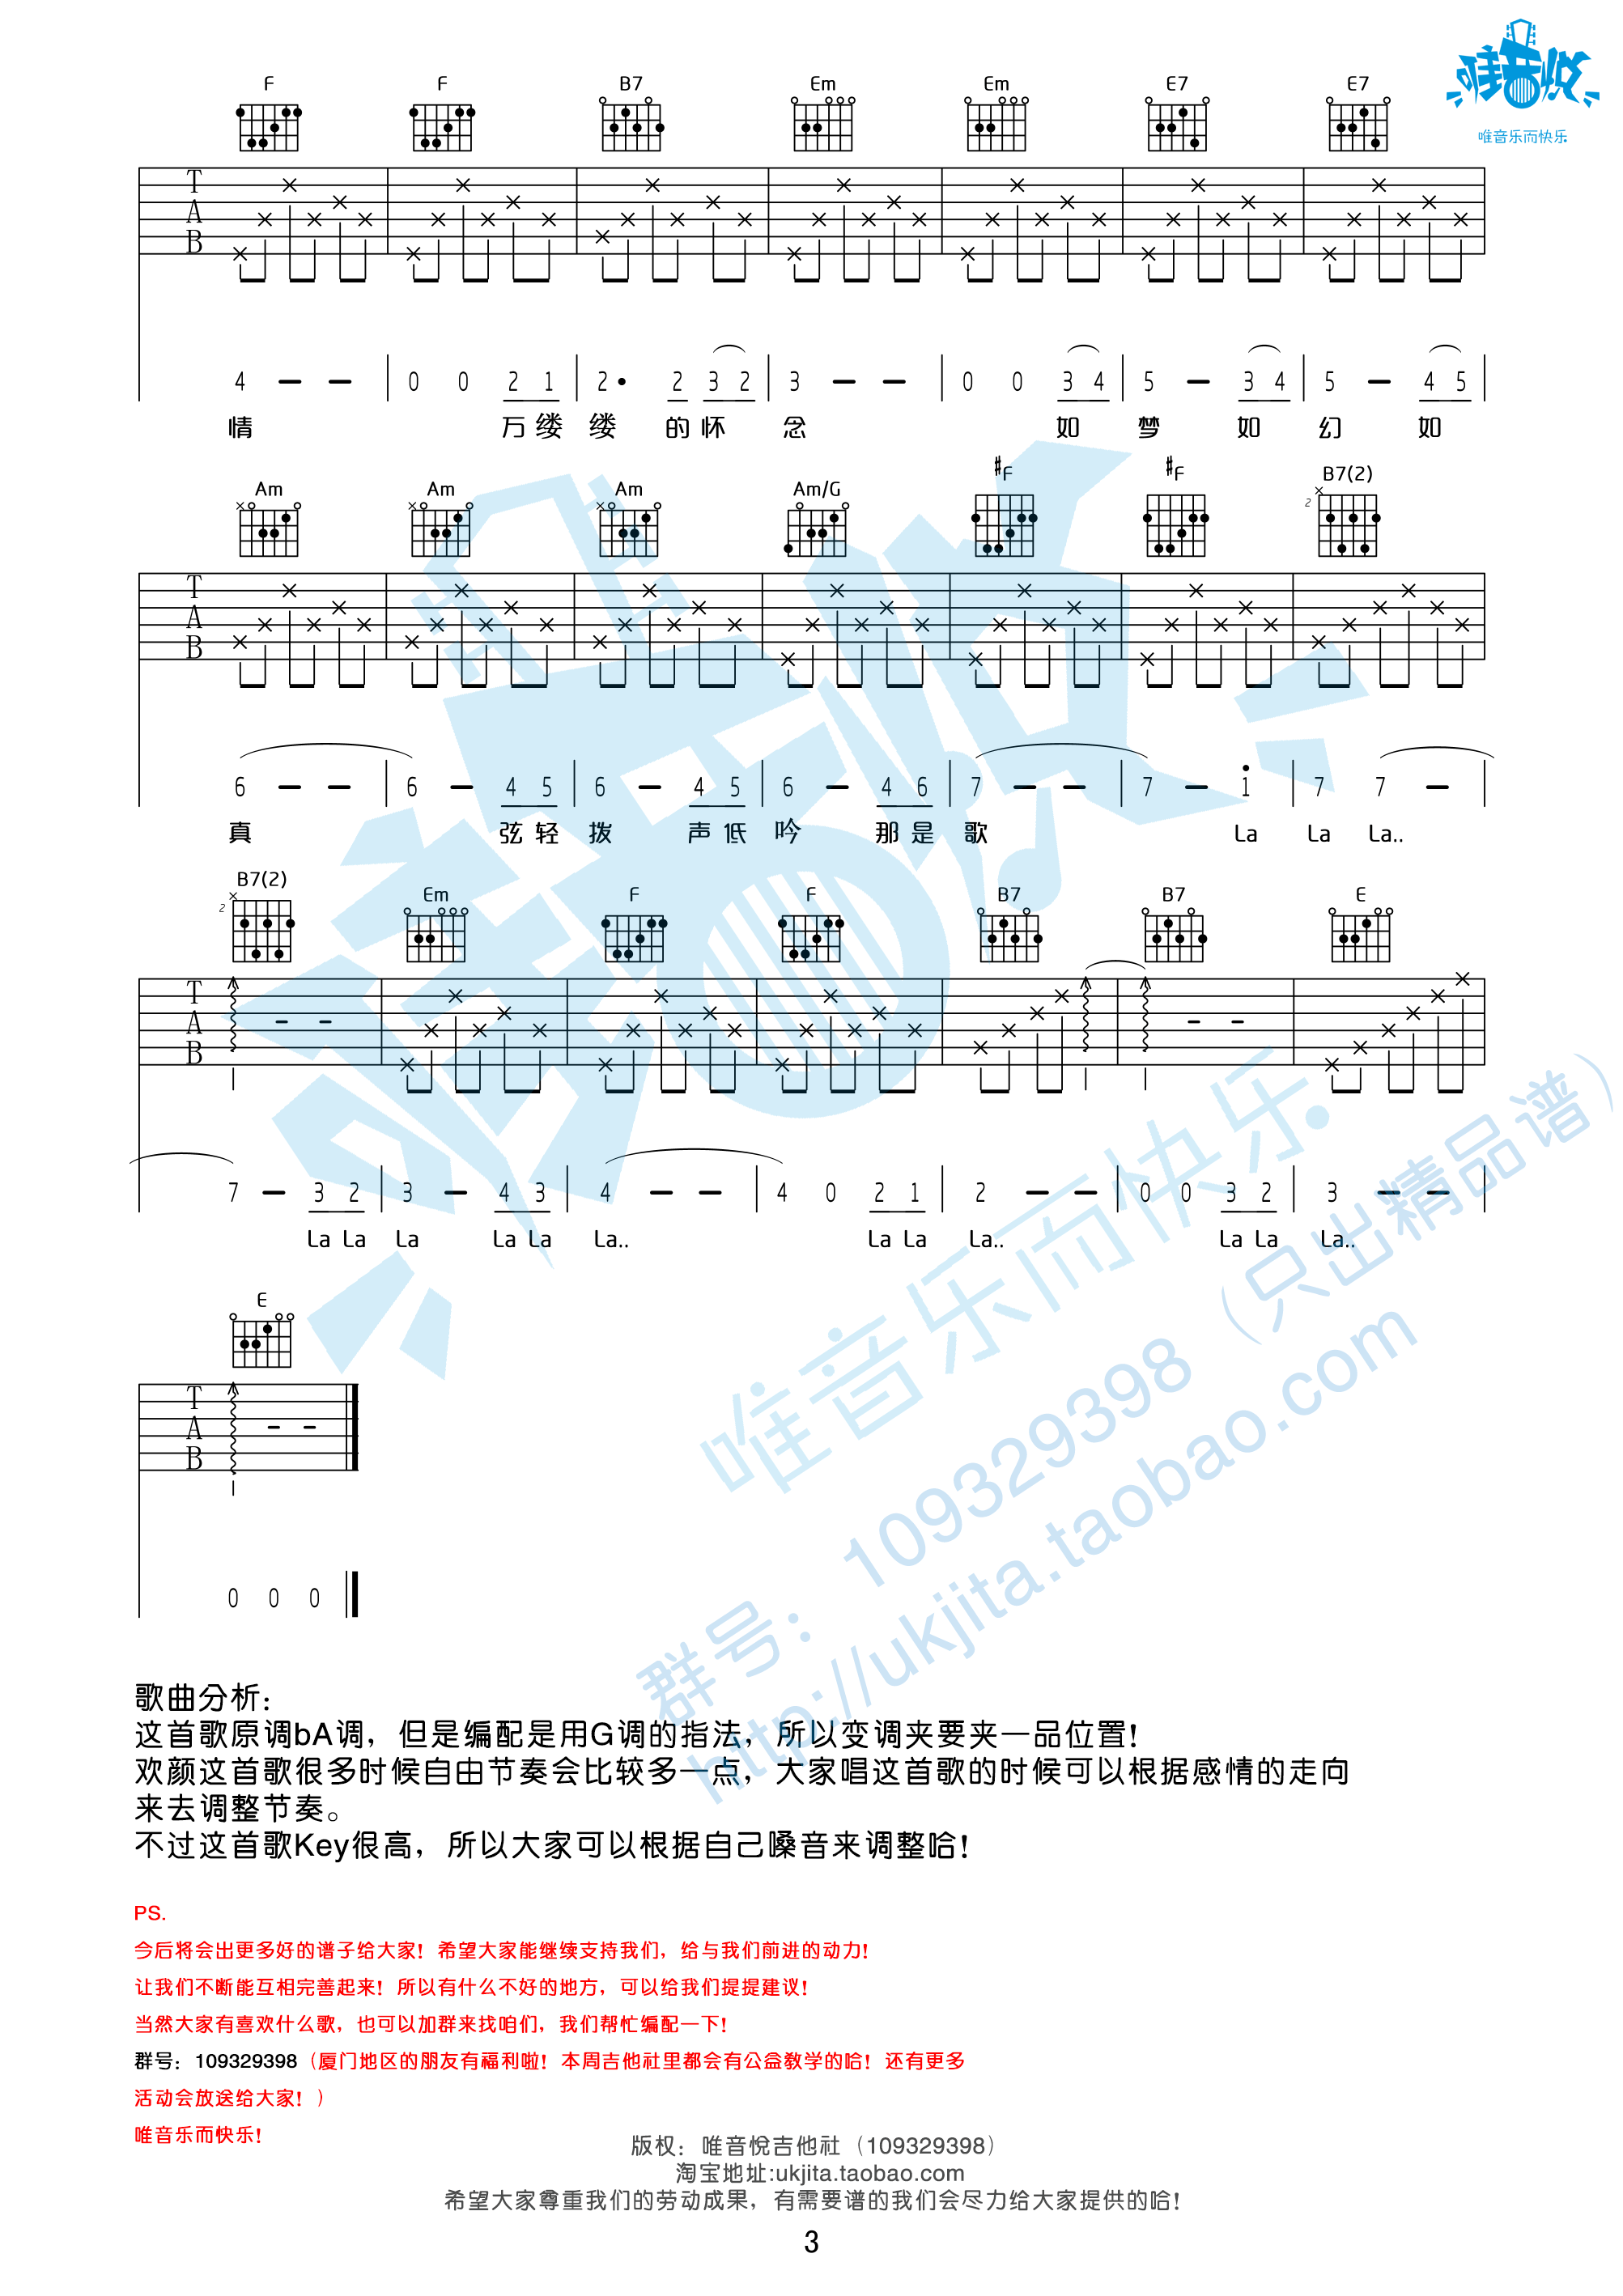 唯音悦
唯音乐而快乐
F F B7 Em Em E7 E7
T A B
4 — — 0 0 2 1 2· 2 3 2 3 — — 0 0 3 4 5 — 3 4 5 — 4 5
情 万缕 缕 的怀 念 如 梦 如 幻 如
Am Am Am Am/G #F #F B7(2)
2
T A B
6 — — 6 — 4 5 6 — 4 5 6 — 4 6 7 — — 7 — 1 7 7 —
真 弦轻 拨 声低 吟 那是 歌 La La La..
B7(2) Em F F B7 B7 E
2
T A B
7 — 3 2 3 — 4 3 4 — — 4 0 2 1 2 — — 0 0 3 2 3 — —
La La La La La La.. La La La.. La La La..
E
T A B
0 0 0
唯音乐而快乐
群号：109329398（只出精品谱）
http://ukjita.taobao.com
歌曲分析：
这首歌原调bA调，但是编配是用G调的指法，所以变调夹要夹一品位置！
欢颜这首歌很多时候自由节奏会比较多一点，大家唱这首歌的时候可以根据感情的走向
来去调整节奏。
不过这首歌Key很高，所以大家可以根据自己嗓音来调整哈！
PS.
今后将会出更多好的谱子给大家！希望大家能继续支持我们，给与我们前进的动力！
让我们不断能互相完善起来！所以有什么不好的地方，可以给我们提提建议！
当然大家有喜欢什么歌，也可以加群来找咱们，我们帮忙编配一下！
群号：109329398（厦门地区的朋友有福利啦！本周吉他社里都会有公益教学的哈！还有更多
活动会放送给大家！）
唯音乐而快乐！
版权：唯音悦吉他社（109329398）
淘宝地址:ukjita.taobao.com
希望大家尊重我们的劳动成果，有需要谱的我们会尽力给大家提供的哈！
3